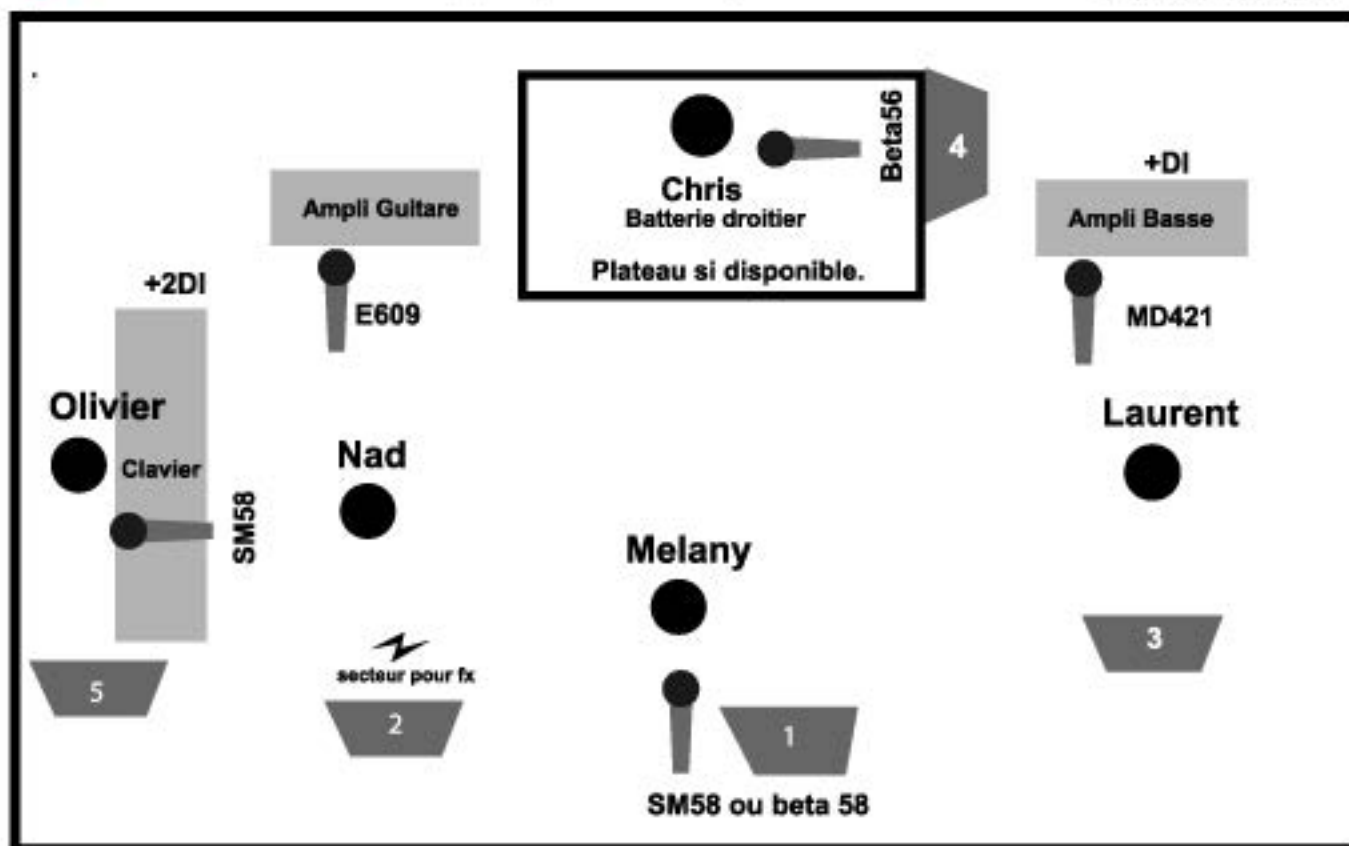 Beta56
4
Chris
Batterie droitier
Plateau si disponible.
+DI
Ampli Basse
MD421
Ampli Guitare
E609
+2DI
Olivier
Clavier
SM58
Nad
Laurent
Melany
secteur pour fx
5
2
1
3
SM58 ou beta 58